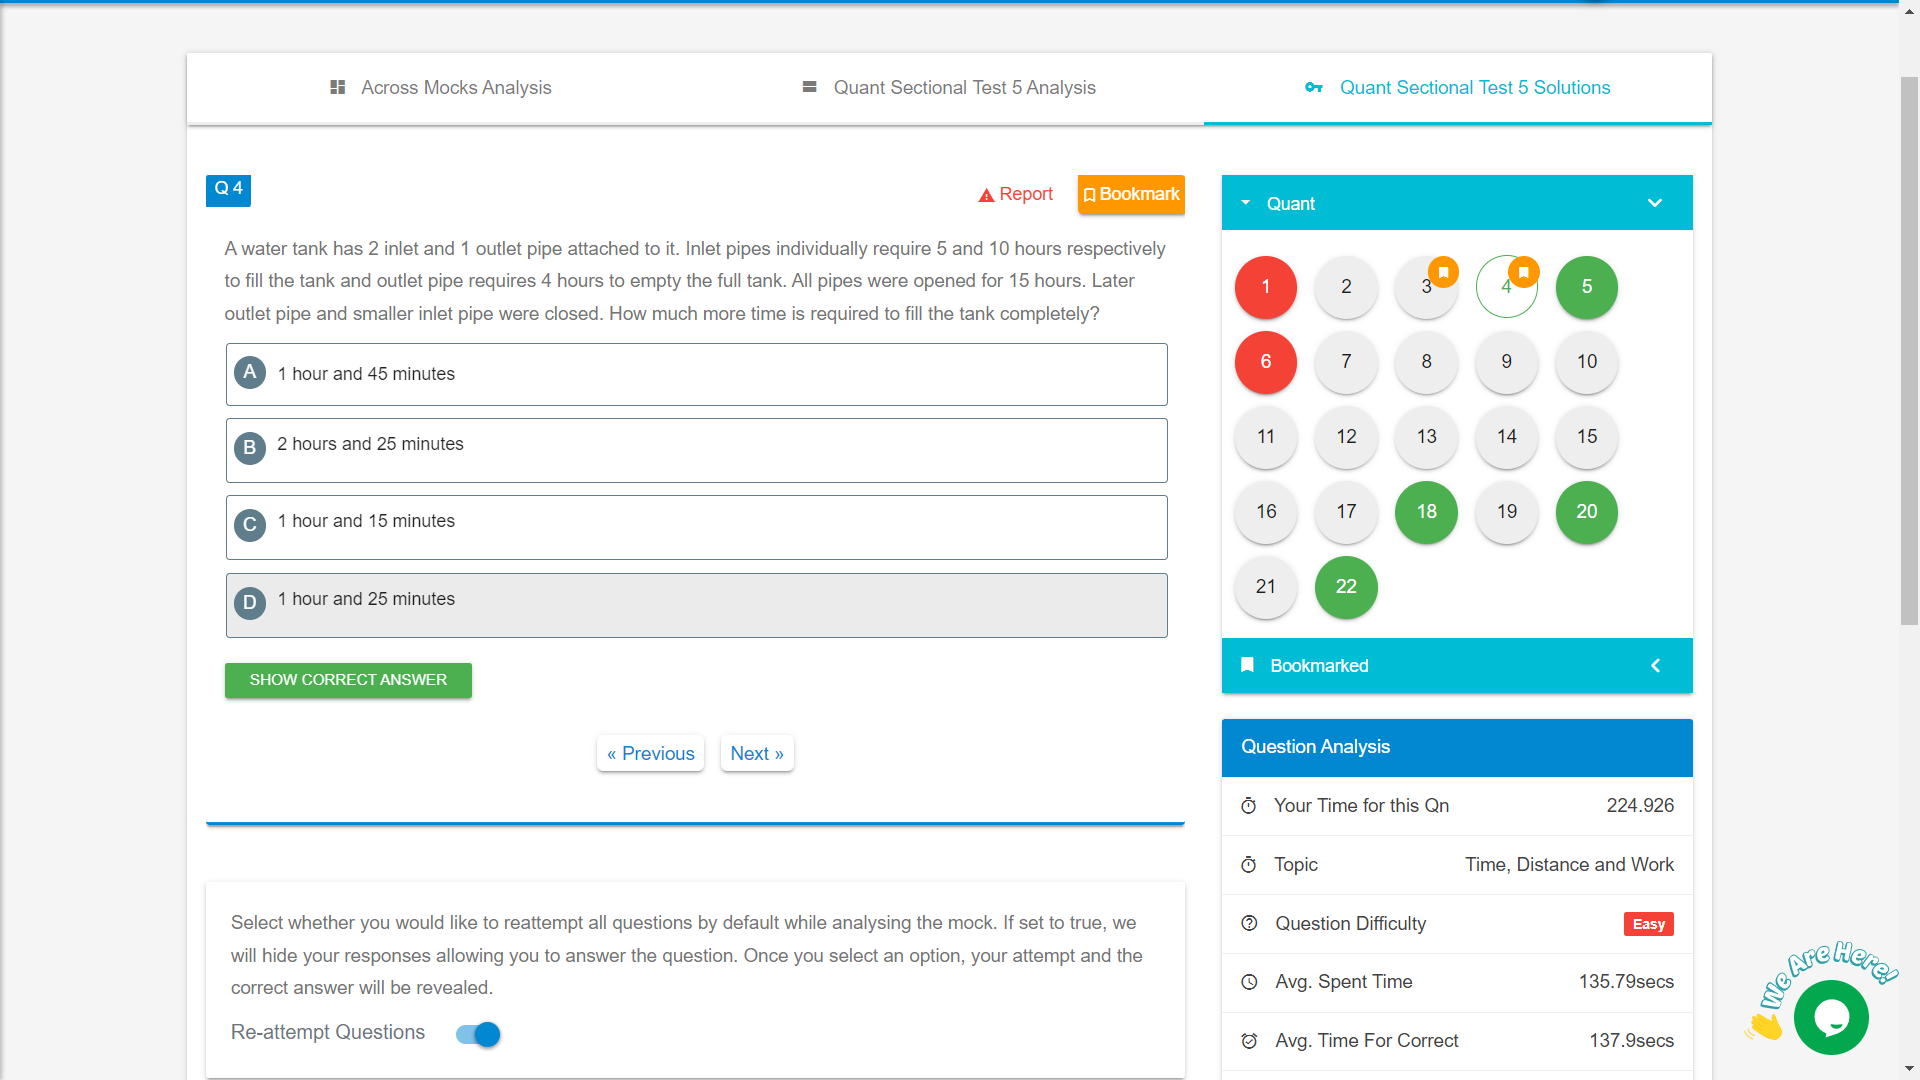 Across Mocks Analysis
Quant Sectional Test 5 Analysis
Quant Sectional Test 5 Solutions
Q 4
Report
Bookmark
A water tank has 2 inlet and 1 outlet pipe attached to it. Inlet pipes individually require 5 and 10 hours respectively
to fill the tank and outlet pipe requires 4 hours to empty the full tank. All pipes were opened for 15 hours. Later
outlet pipe and smaller inlet pipe were closed. How much more time is required to fill the tank completely?
A 1 hour and 45 minutes
B 2 hours and 25 minutes
C 1 hour and 15 minutes
D 1 hour and 25 minutes
SHOW CORRECT ANSWER
« Previous
Next »
Select whether you would like to reattempt all questions by default while analysing the mock. If set to true, we
will hide your responses allowing you to answer the question. Once you select an option, your attempt and the
correct answer will be revealed.
Re-attempt Questions
Quant
1 2 3 4 5
6 7 8 9 10
11 12 13 14 15
16 17 18 19 20
21 22
Bookmarked
Question Analysis
Your Time for this Qn 224.926
Topic Time, Distance and Work
Question Difficulty Easy
Avg. Spent Time 135.79secs
Avg. Time For Correct 137.9secs
We Are Here!